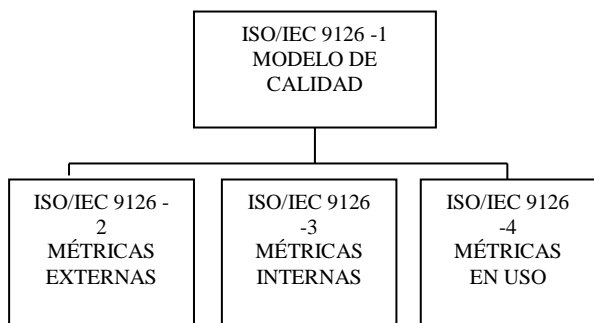 ISO/IEC 9126 -1
MODELO DE
CALIDAD
ISO/IEC 9126 -
2
MÉTRICAS
EXTERNAS
ISO/IEC 9126
-3
MÉTRICAS
INTERNAS
ISO/IEC 9126
-4
MÉTRICAS
EN USO